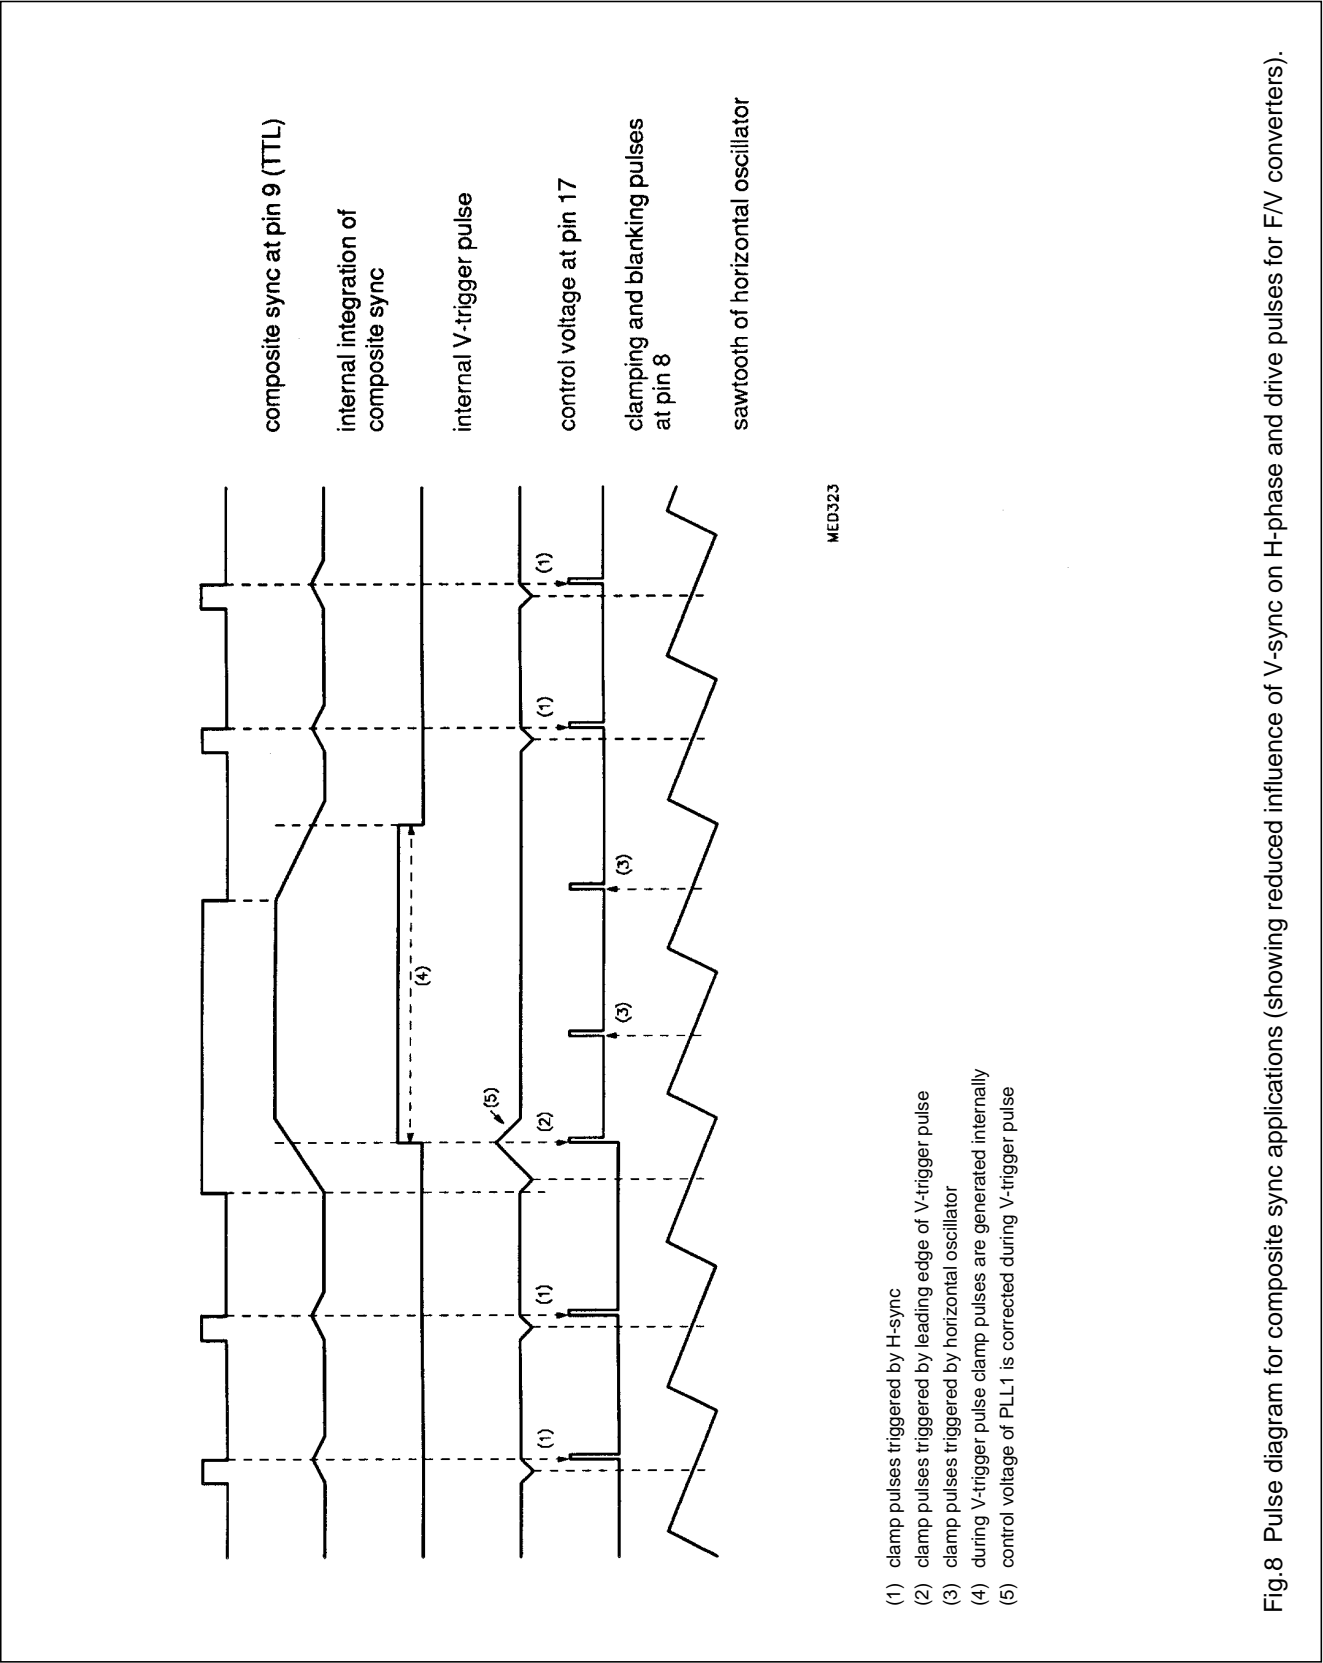 composite sync at pin 9 (TTL)
internal integration of
composite sync
internal V-trigger pulse
control voltage at pin 17
clamping and blanking pulses
at pin 8
sawtooth of horizontal oscillator
(1)
(1)
(5)
(2)
(4)
(3)
(3)
(1)
(1)
MED323
(1) clamp pulses triggered by H-sync
(2) clamp pulses triggered by leading edge of V-trigger pulse
(3) clamp pulses triggered by horizontal oscillator
(4) during V-trigger pulse clamp pulses are generated internally
(5) control voltage of PLL1 is corrected during V-trigger pulse
Fig.8 Pulse diagram for composite sync applications (showing reduced influence of V-sync on H-phase and drive pulses for F/V converters).